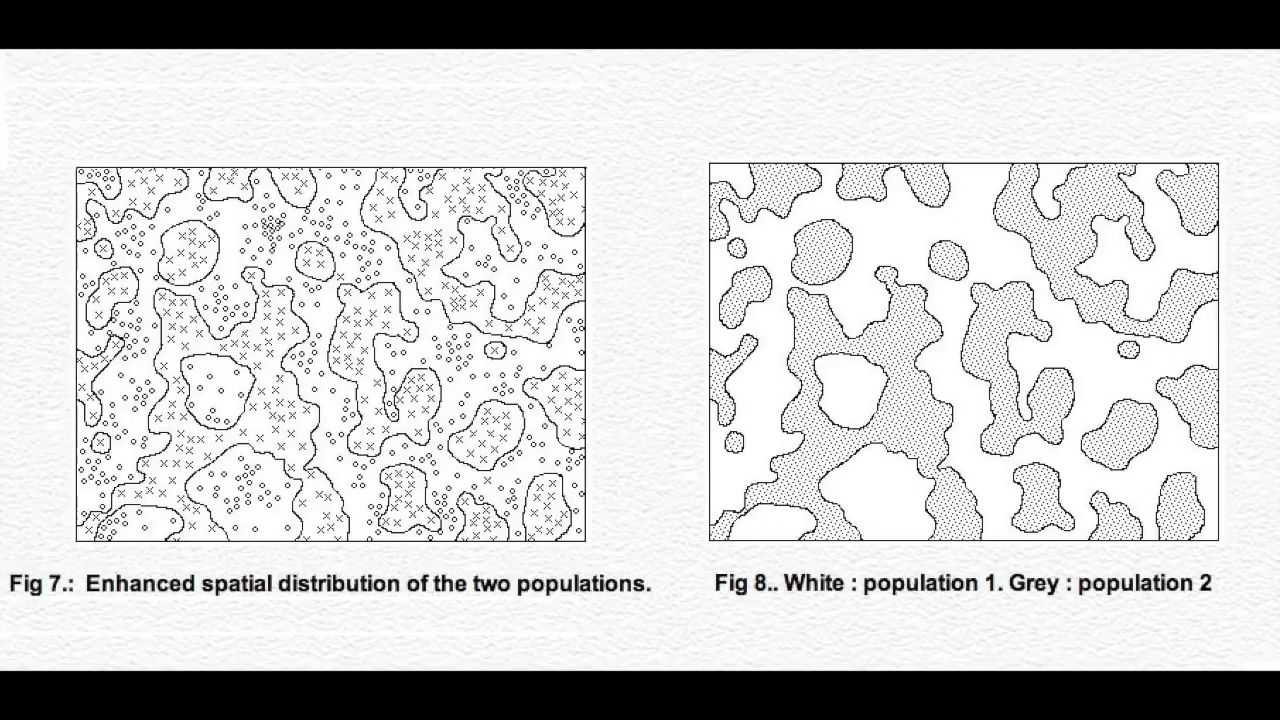 Fig 7.: Enhanced spatial distribution of the two populations.
Fig 8.. White : population 1. Grey : population 2